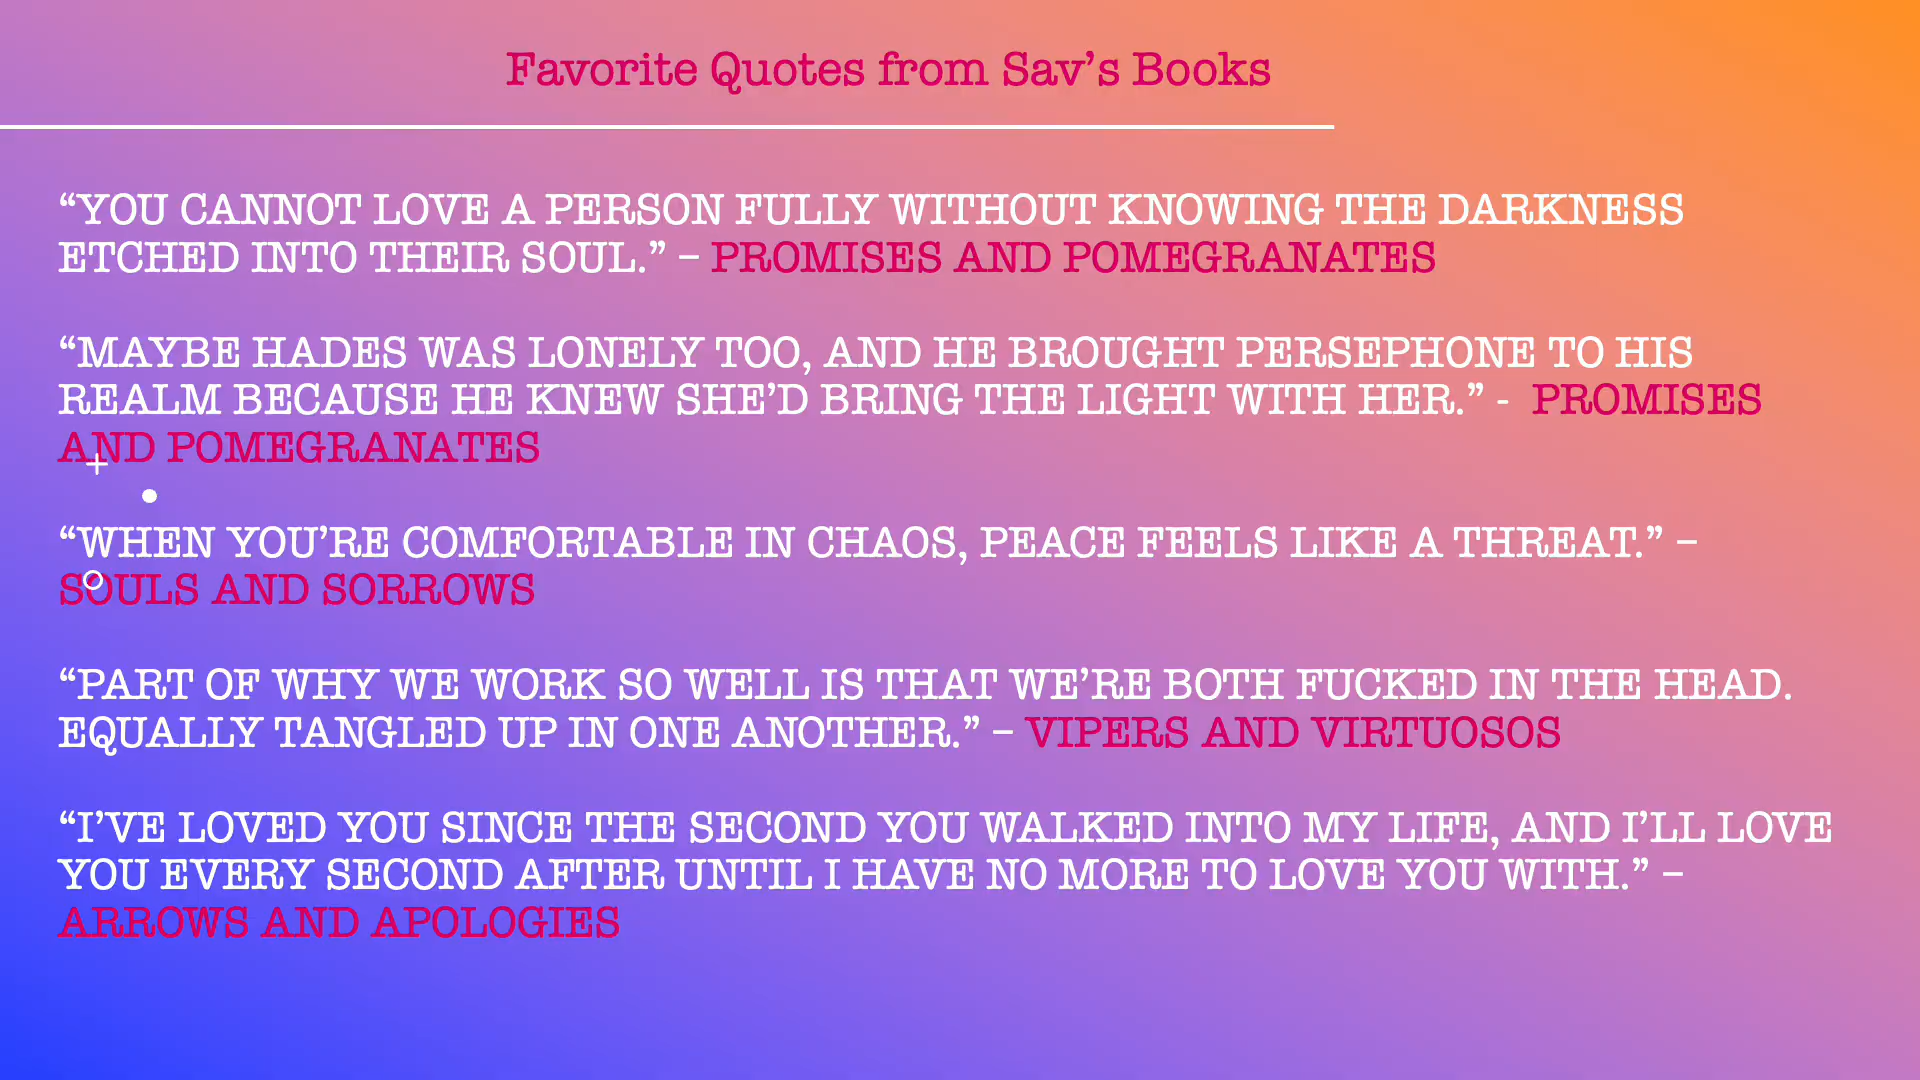 Favorite Quotes from Sav’s Books
“YOU CANNOT LOVE A PERSON FULLY WITHOUT KNOWING THE DARKNESS
ETCHED INTO THEIR SOUL.” – PROMISES AND POMEGRANATES
“MAYBE HADES WAS LONELY TOO, AND HE BROUGHT PERSEPHONE TO HIS
REALM BECAUSE HE KNEW SHE’D BRING THE LIGHT WITH HER.” - PROMISES
AND POMEGRANATES
“WHEN YOU’RE COMFORTABLE IN CHAOS, PEACE FEELS LIKE A THREAT.” –
SOULS AND SORROWS
“PART OF WHY WE WORK SO WELL IS THAT WE’RE BOTH FUCKED IN THE HEAD.
EQUALLY TANGLED UP IN ONE ANOTHER.” – VIPERS AND VIRTUOSOS
“I’VE LOVED YOU SINCE THE SECOND YOU WALKED INTO MY LIFE, AND I’LL LOVE
YOU EVERY SECOND AFTER UNTIL I HAVE NO MORE TO LOVE YOU WITH.” –
ARROWS AND APOLOGIES